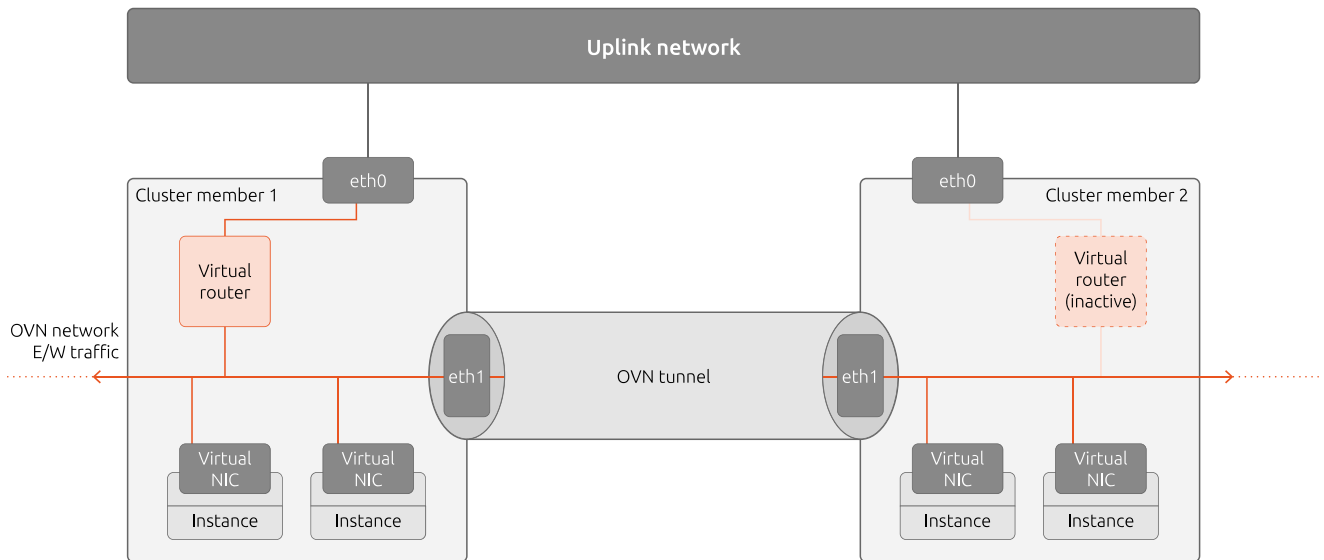 Uplink network
eth0
eth0
Cluster member 1
Cluster member 2
Virtual
router
Virtual
router
(inactive)
OVN network
E/W traffic
eth1
OVN tunnel
eth1
Virtual
NIC
Instance
Virtual
NIC
Instance
Virtual
NIC
Instance
Virtual
NIC
Instance